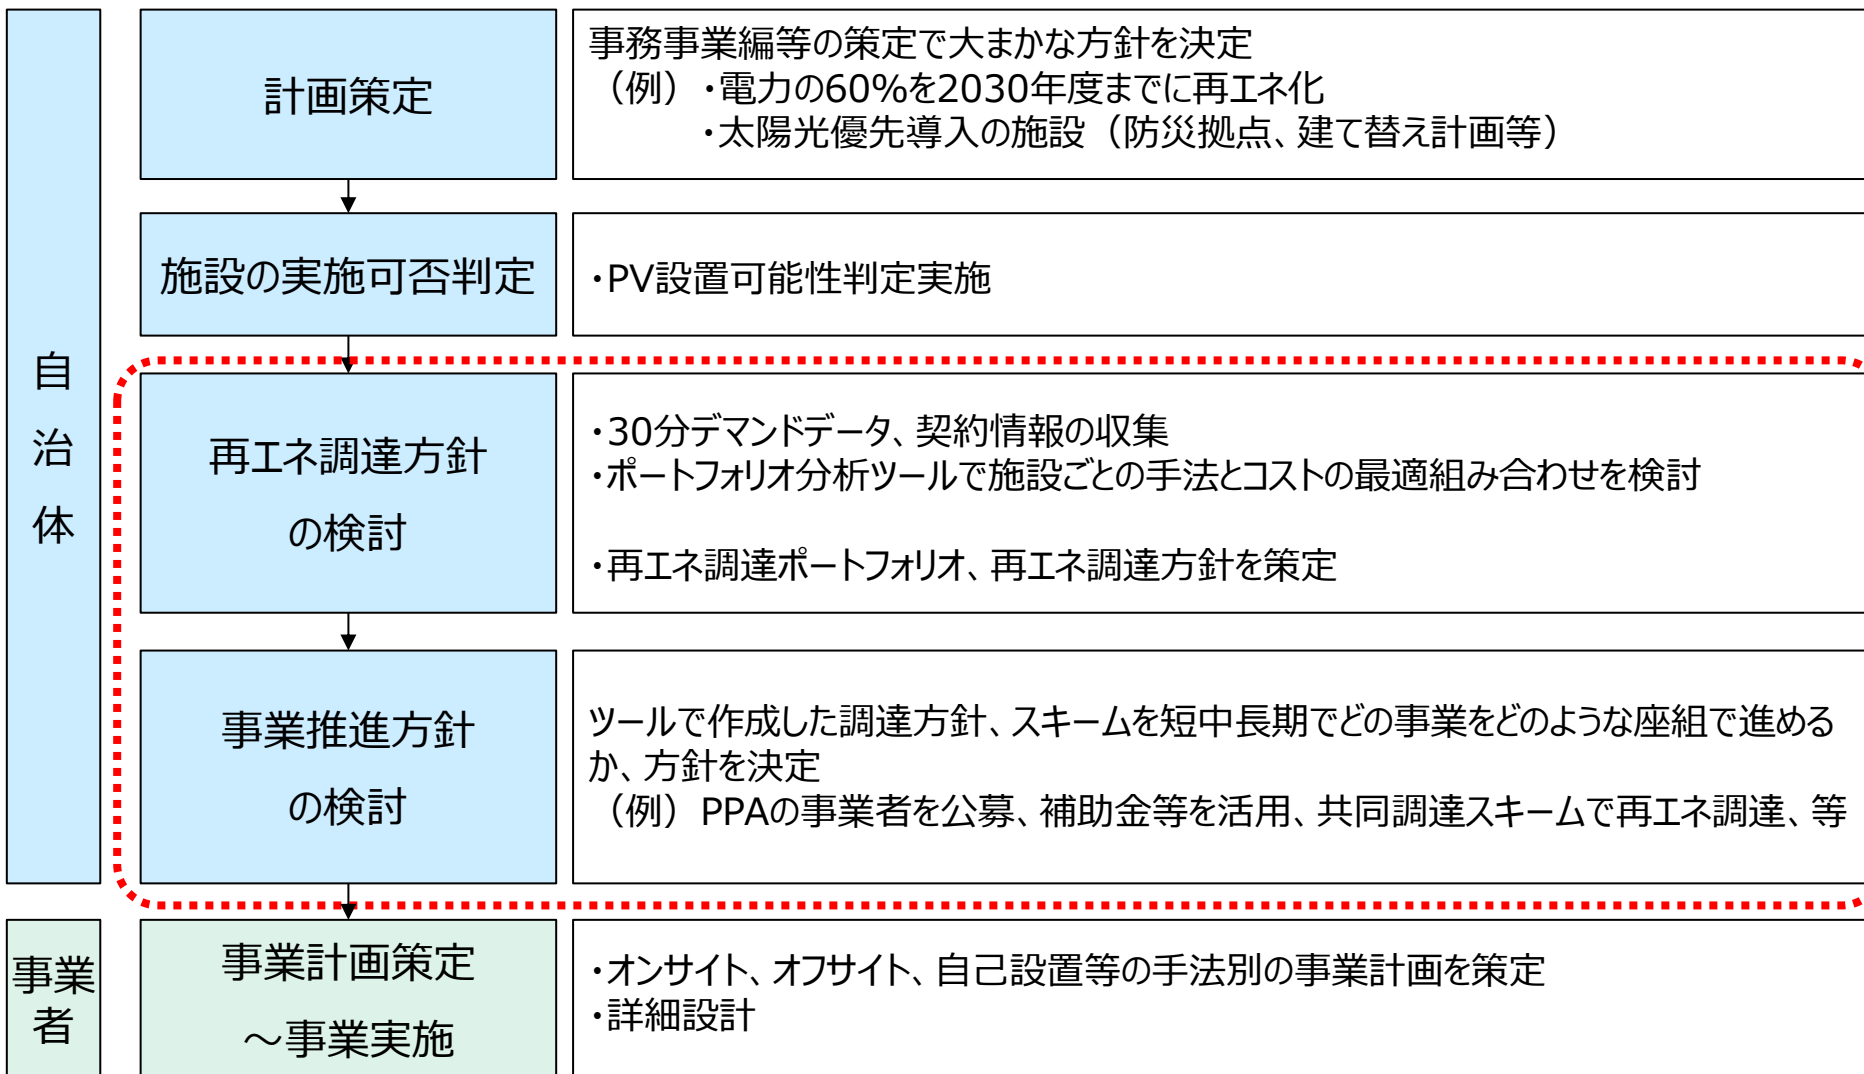 自治体
計画策定
事務事業編等の策定で大まかな方針を決定
（例）・電力の60%を2030年度までに再エネ化
・太陽光優先導入の施設（防災拠点、建て替え計画等）
施設の実施可否判定
・PV設置可能性判定実施
再エネ調達方針
の検討
・30分デマンドデータ、契約情報の収集
・ポートフォリオ分析ツールで施設ごとの手法とコストの最適組み合わせを検討
・再エネ調達ポートフォリオ、再エネ調達方針を策定
事業推進方針
の検討
ツールで作成した調達方針、スキームを短中長期でどの事業をどのような座組で進める
か、方針を決定
（例）PPAの事業者を公募、補助金等を活用、共同調達スキームで再エネ調達、等
事業
者
事業計画策定
～事業実施
・オンサイト、オフサイト、自己設置等の手法別の事業計画を策定
・詳細設計